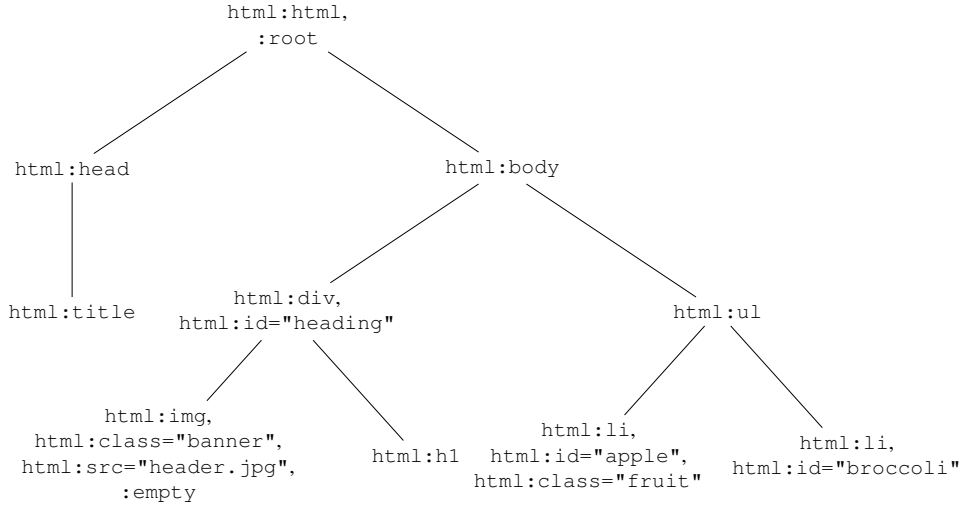 html:html,
:root
html:head
html:body
html:title
html:div,
html:id="heading"
html:ul
html:img,
html:class="banner",
html:src="header.jpg",
:empty
html:h1
html:li,
html:id="apple",
html:class="fruit"
html:li,
html:id="broccoli"